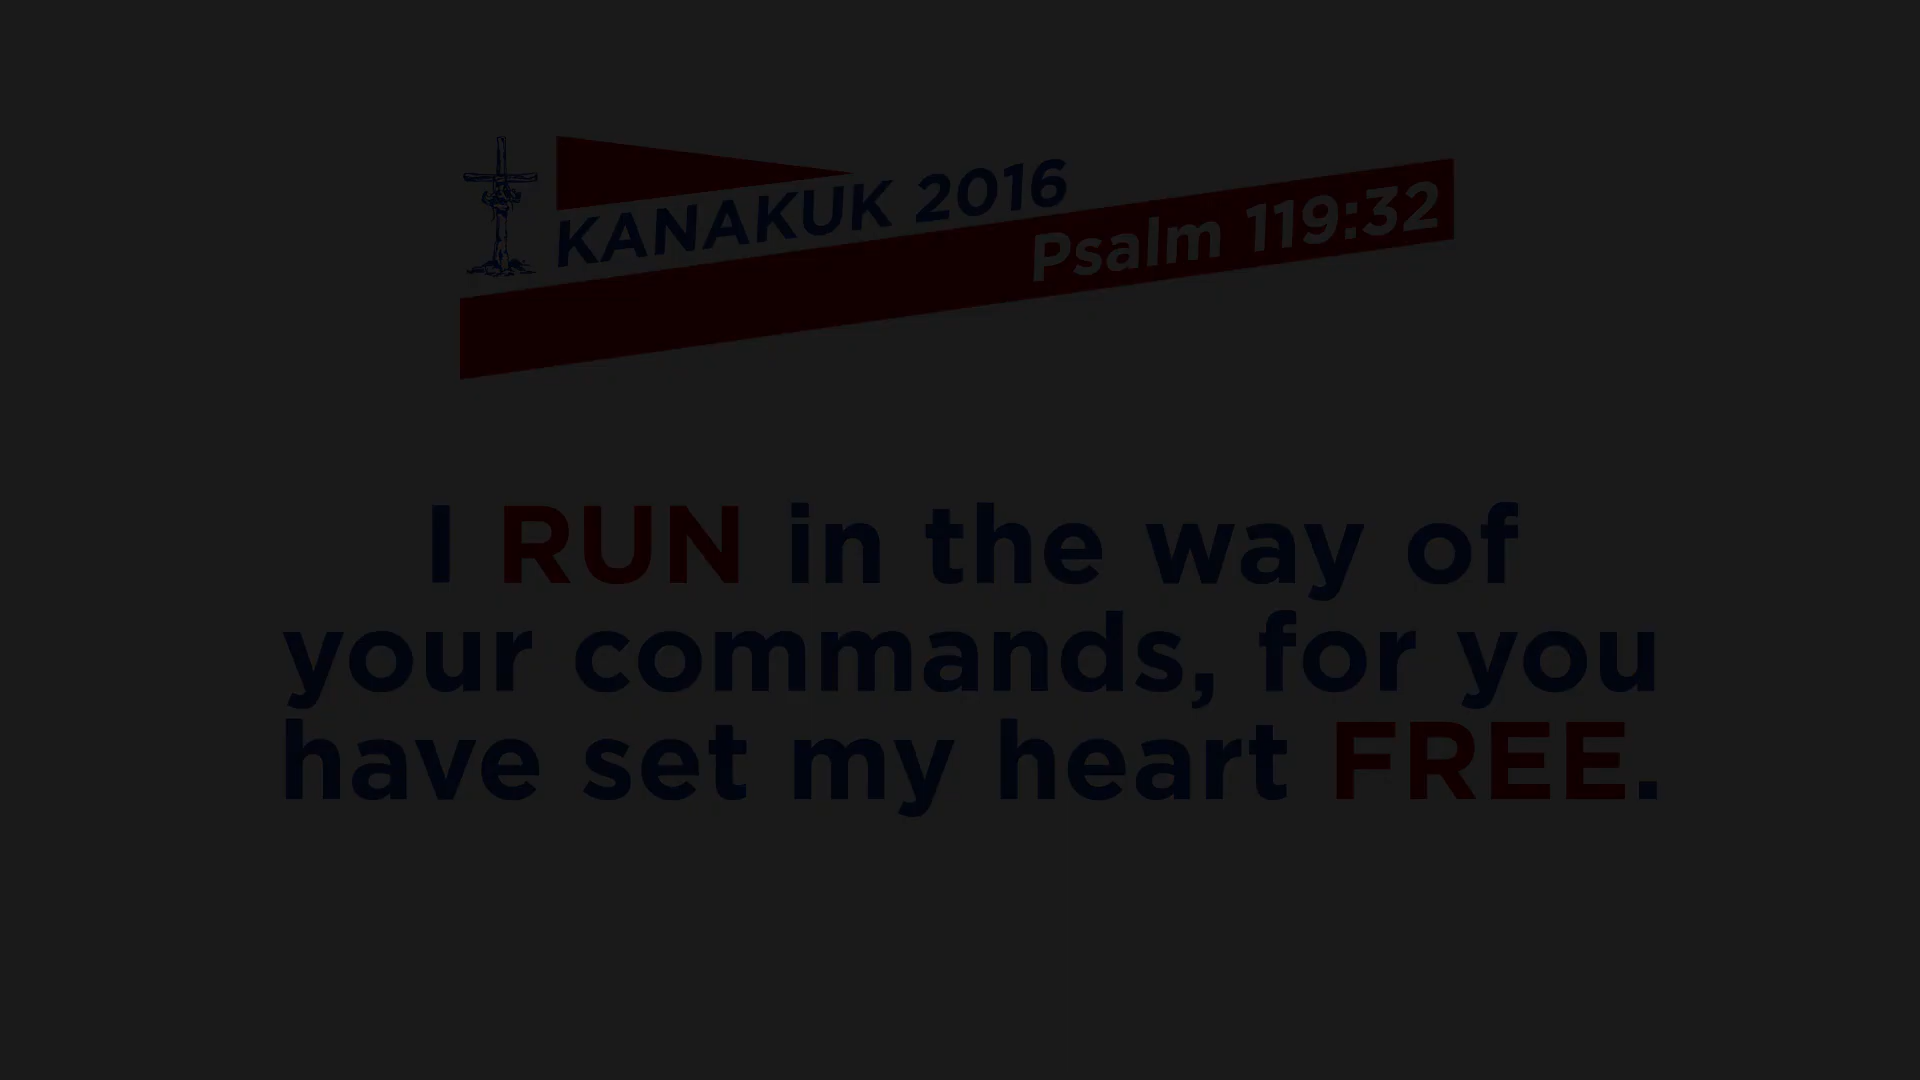 KANAKUK 2016
Psalm 119:32
I RUN in the way of
your commands, for you
have set my heart FREE.